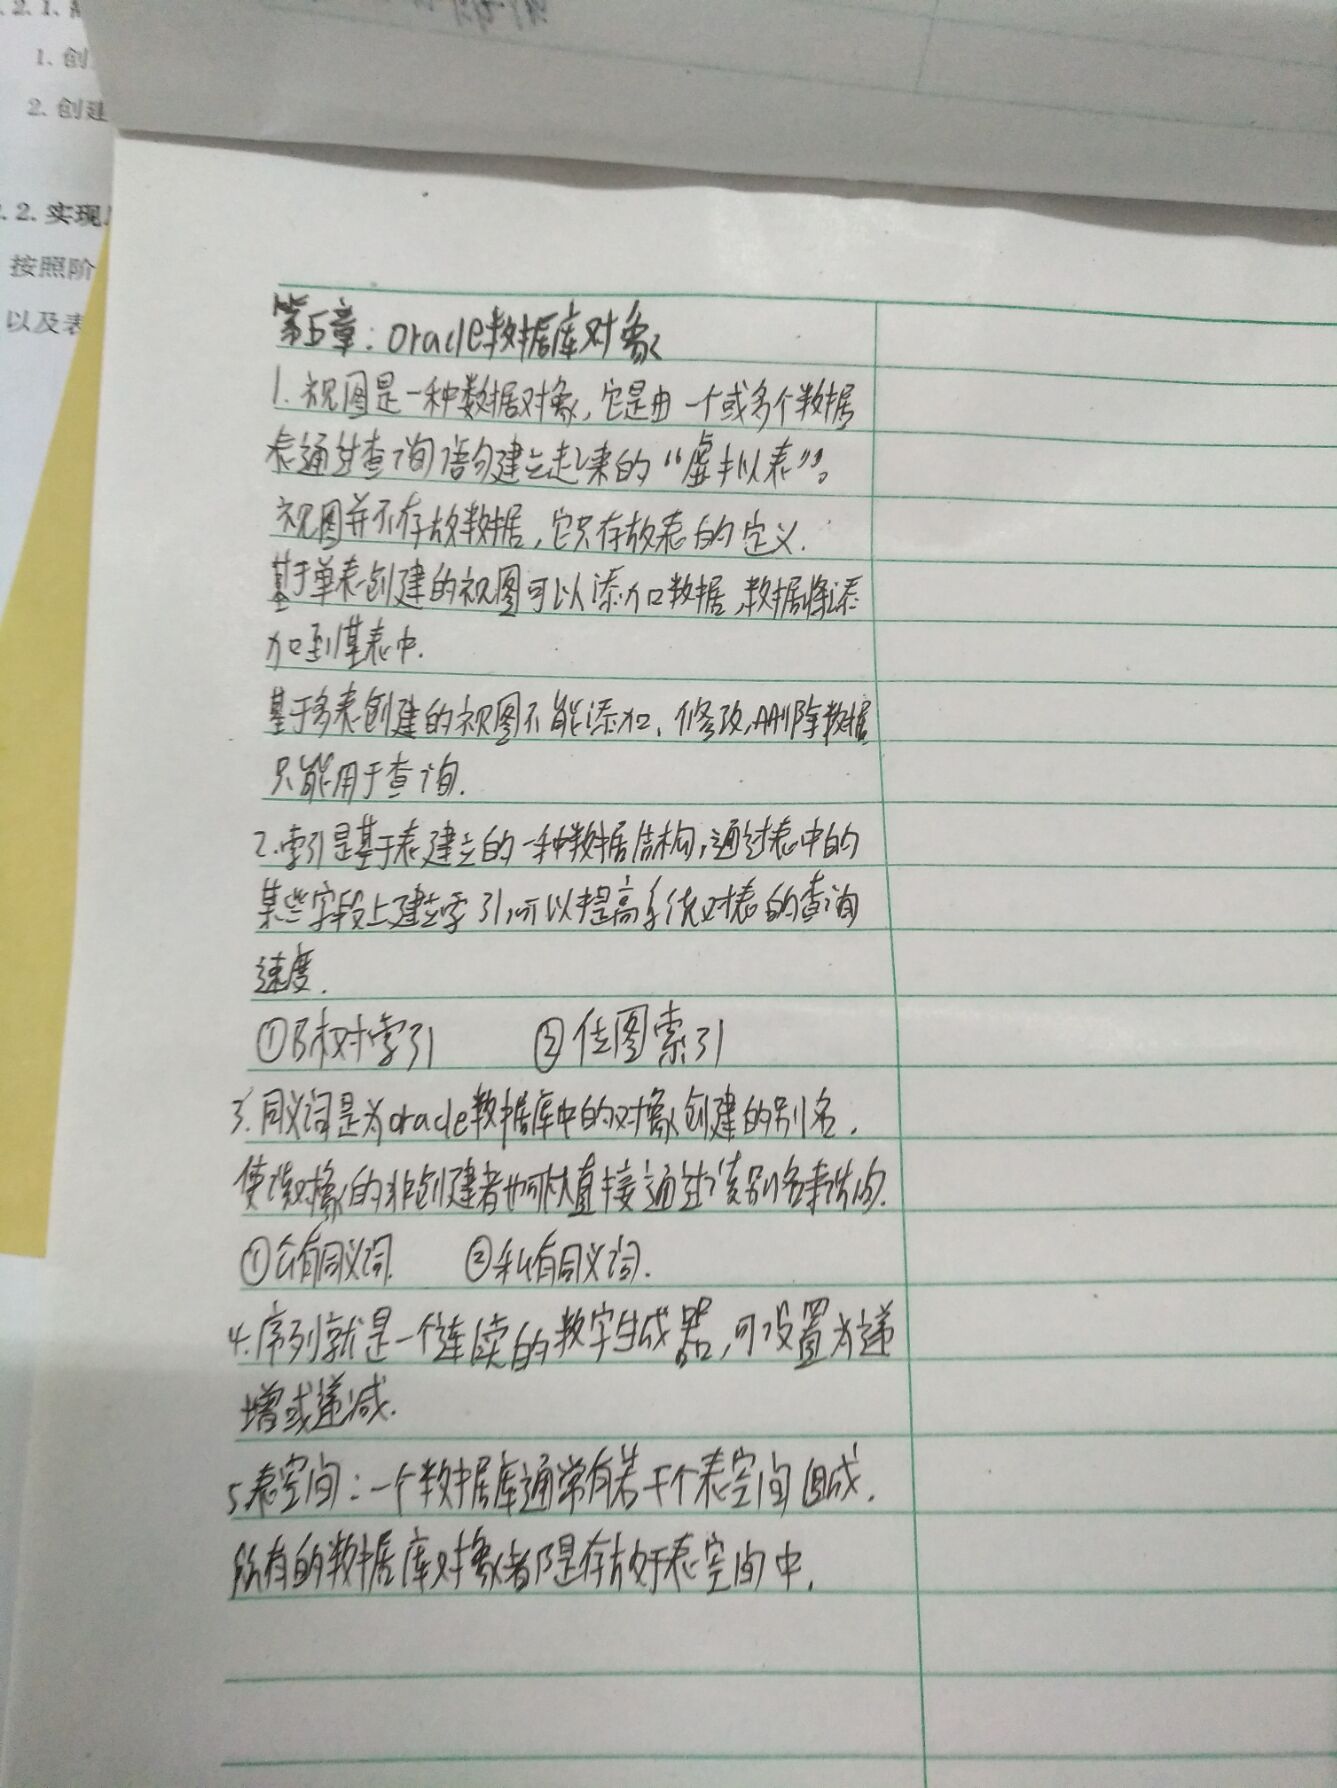 2.1.
1. 创
2. 创建
.2. 实现
按照阶
以及表
第5章：oracle数据库对象
1. 视图是一种数据对象，它是由一个或多个数据
表通过查询语句建立起来的“虚拟表”。
视图并不存放数据，它只存放表的定义.
基于单表创建的视图可以添加数据，数据将添
加到基表中.
基于多表创建的视图不能添加、修改，删除数据
只能用于查询.
2. 索引是基于表建立的一种数据结构，通过表中的
某些字段上建立索引，可以提高系统对表的查询
速度.
①B权对索引 ②位图索引
3. 同义词是为oracle数据库中的对象创建的别名.
使该对象的非创建者也可以直接通过该别名来访问.
①公有同义词. ②私有同义词.
4. 序列就是一个连续的数字生成器，可设置为递
增或递减.
5. 表空间：一个数据库通常有若干个表空间组成.
所有的数据库对象都是存放于表空间中.